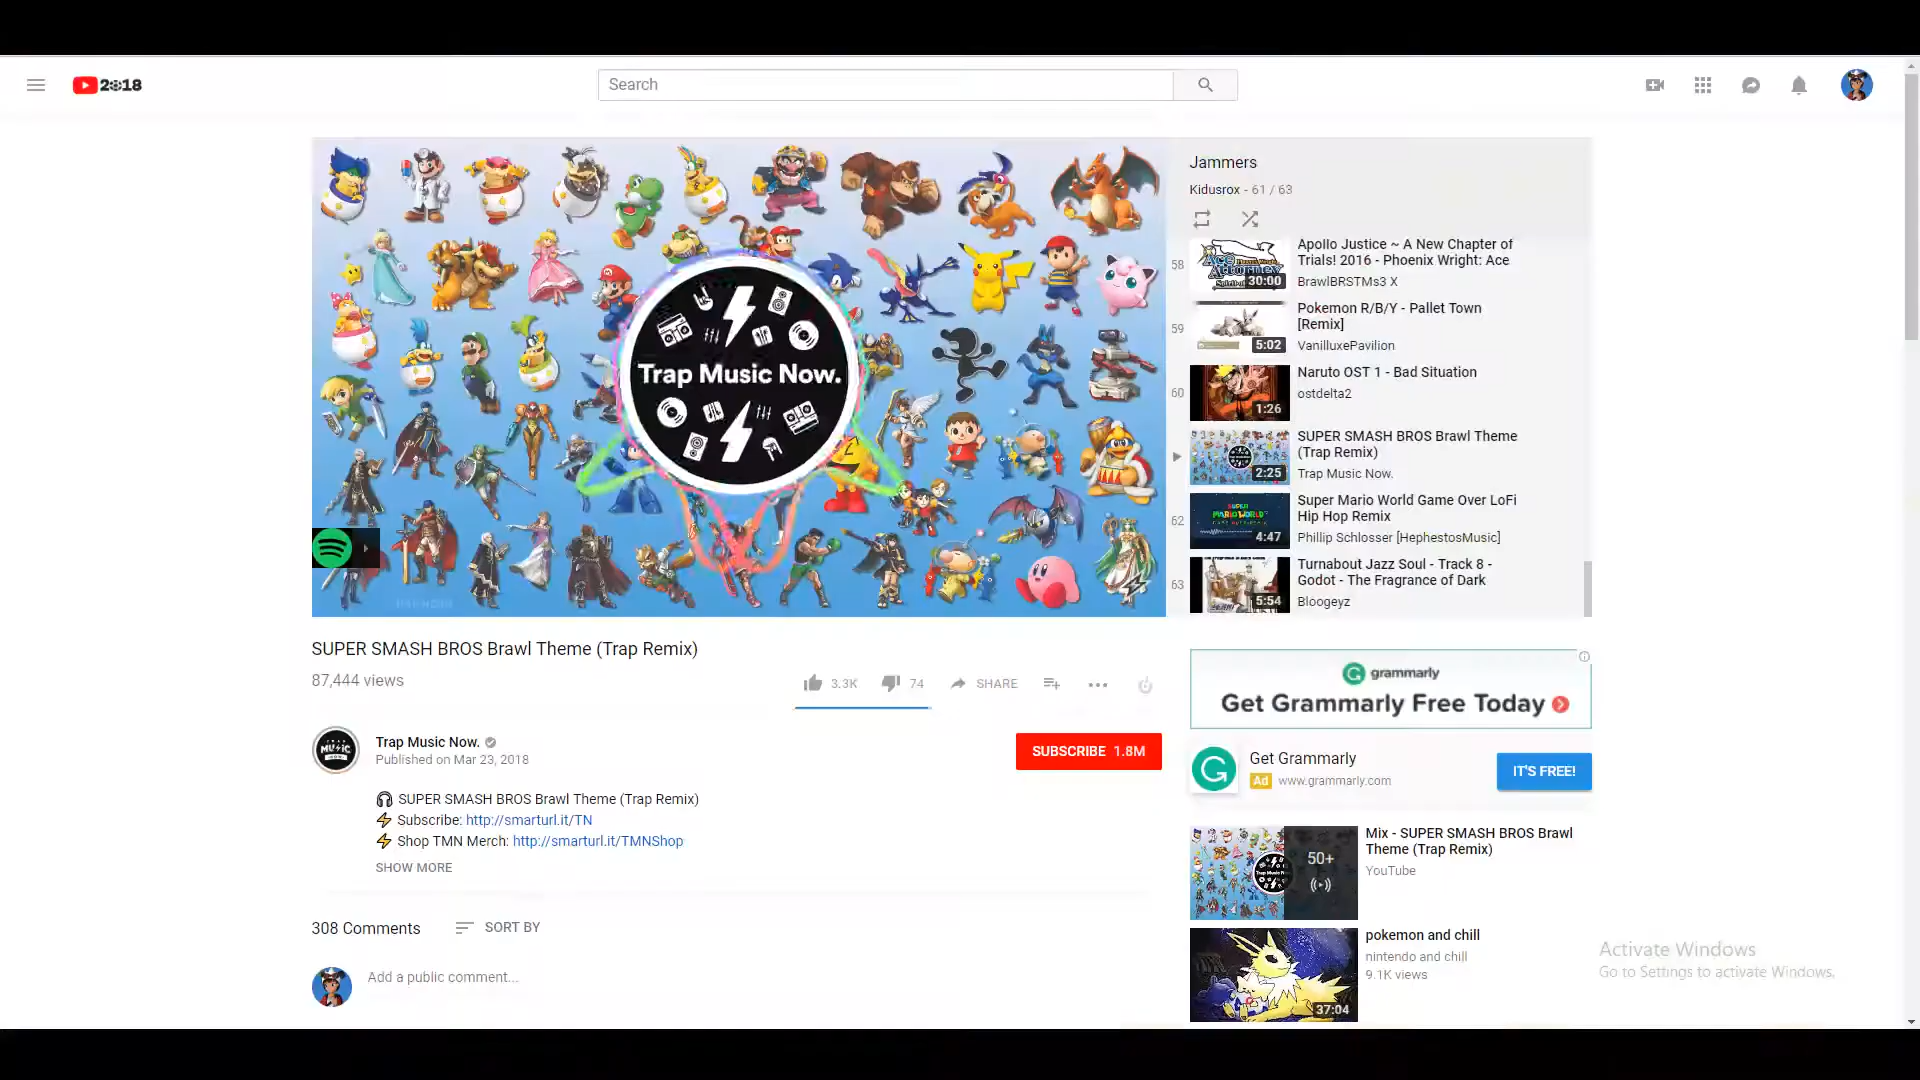 2018
Search
Jammers
Kidusrox - 61 / 63
58
Apollo Justice ~ A New Chapter of
Trials! 2016 - Phoenix Wright: Ace
BrawlBRSTMs3 X
30:00
59
Pokemon R/B/Y - Pallet Town
[Remix]
VanilluxePavilion
5:02
60
Naruto OST 1 - Bad Situation
ostdelta2
1:26
SUPER SMASH BROS Brawl Theme
(Trap Remix)
Trap Music Now.
2:25
62
Super Mario World Game Over LoFi
Hip Hop Remix
Phillip Schlosser [HephestosMusic]
4:47
63
Turnabout Jazz Soul - Track 8 -
Godot - The Fragrance of Dark
Bloogeyz
5:54
Trap Music Now.
SUPER SMASH BROS Brawl Theme (Trap Remix)
87,444 views
3.3K
74
SHARE
Trap Music Now.
Published on Mar 23, 2018
SUBSCRIBE 1.8M
SUPER SMASH BROS Brawl Theme (Trap Remix)
Subscribe: http://smarturl.it/TN
Shop TMN Merch: http://smarturl.it/TMNShop
SHOW MORE
308 Comments
SORT BY
Add a public comment...
grammarly
Get Grammarly Free Today
Get Grammarly
Ad www.grammarly.com
IT'S FREE!
50+
Mix - SUPER SMASH BROS Brawl
Theme (Trap Remix)
YouTube
pokemon and chill
nintendo and chill
9.1K views
37:04
Activate Windows
Go to Settings to activate Windows.